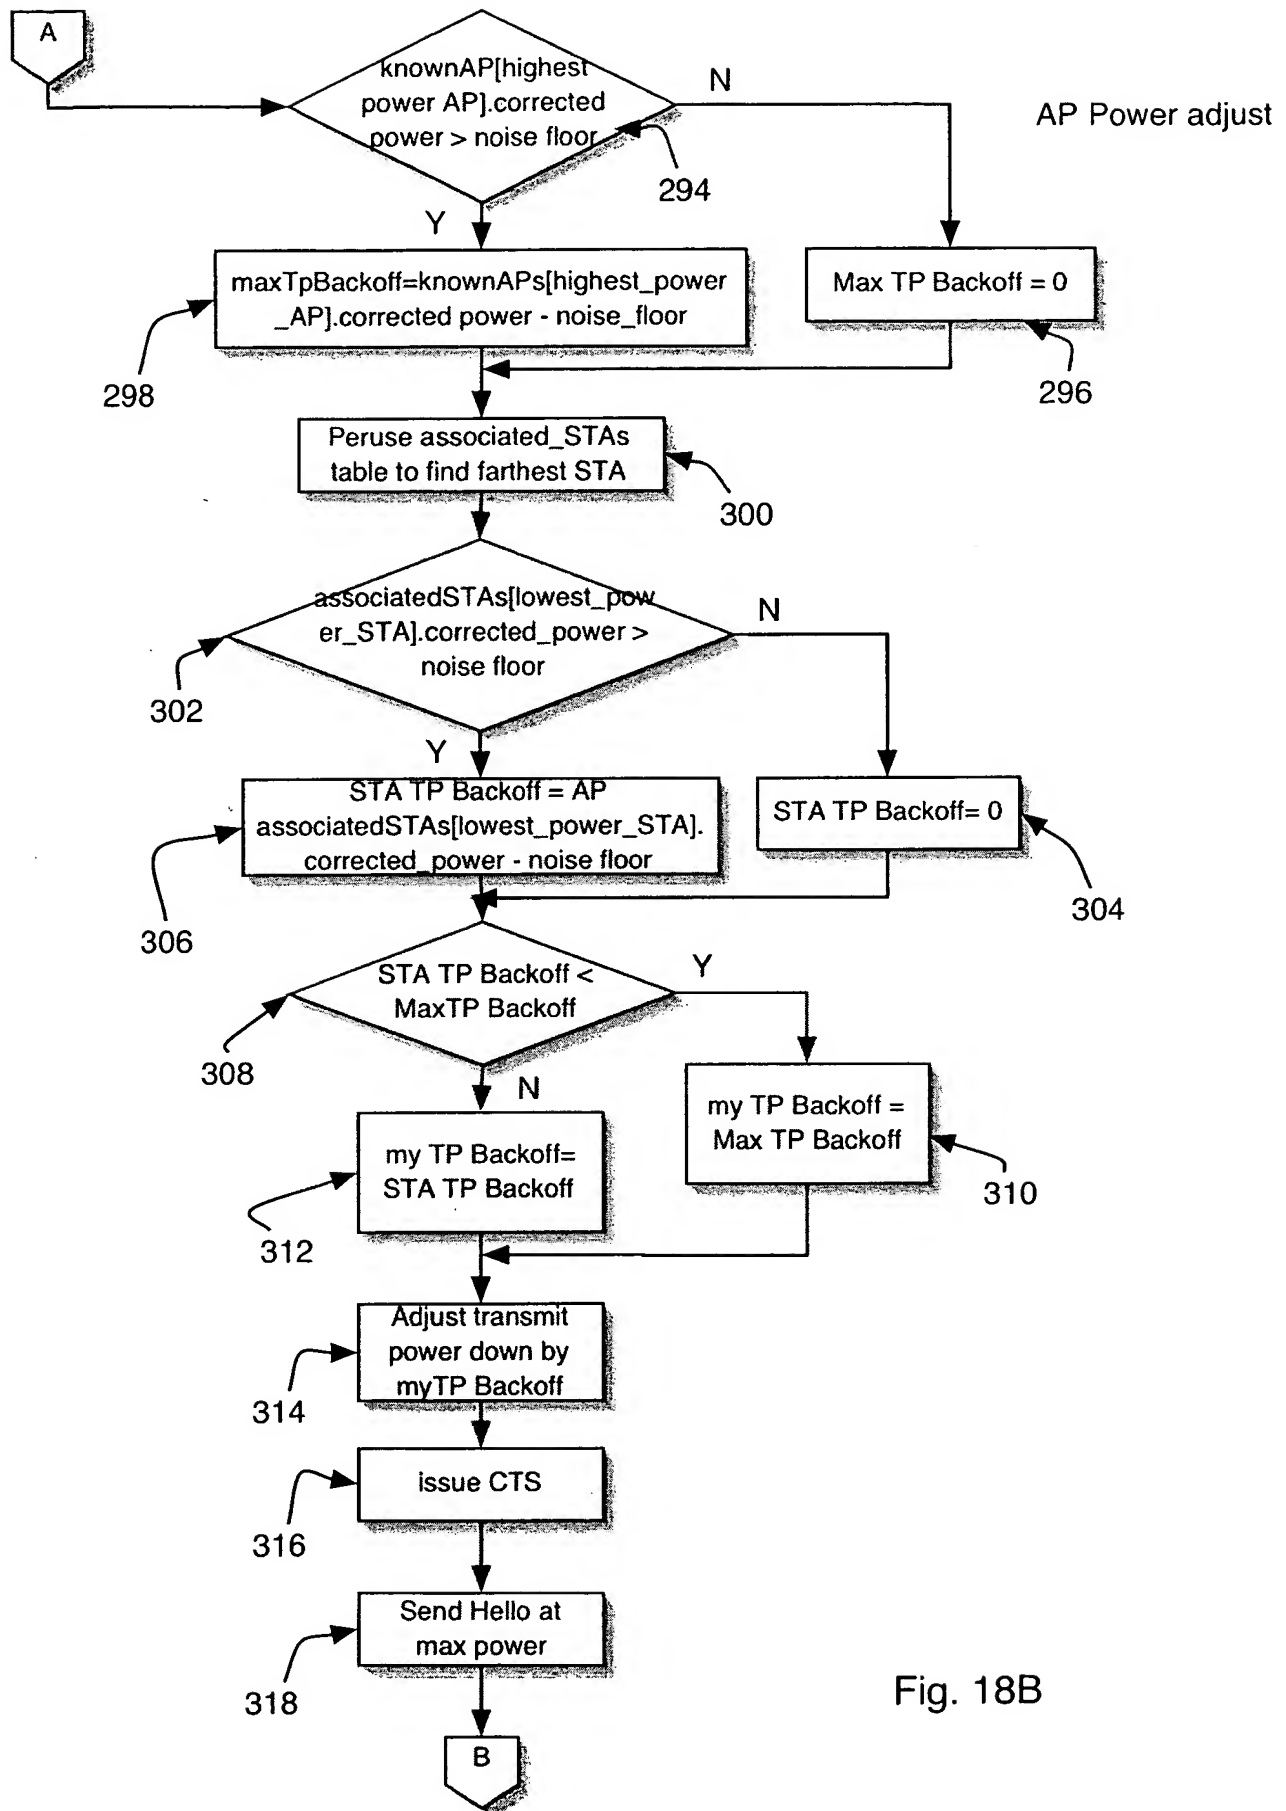 A
knownAP[highest
power AP].corrected
power > noise floor
N
AP Power adjust
294
Y
maxTpBackoff=knownAPs[highest_power
_AP].corrected power - noise_floor
Max TP Backoff = 0
298
296
Peruse associated_STAs
table to find farthest STA
300
associatedSTAs[lowest_pow
er_STA].corrected_power >
noise floor
N
302
Y
STA TP Backoff = AP
associatedSTAs[lowest_power_STA].
corrected_power - noise floor
STA TP Backoff= 0
306
304
STA TP Backoff <
MaxTP Backoff
Y
308
N
my TP Backoff=
STA TP Backoff
my TP Backoff =
Max TP Backoff
310
312
Adjust transmit
power down by
myTP Backoff
314
issue CTS
316
Send Hello at
max power
318
Fig. 18B
B